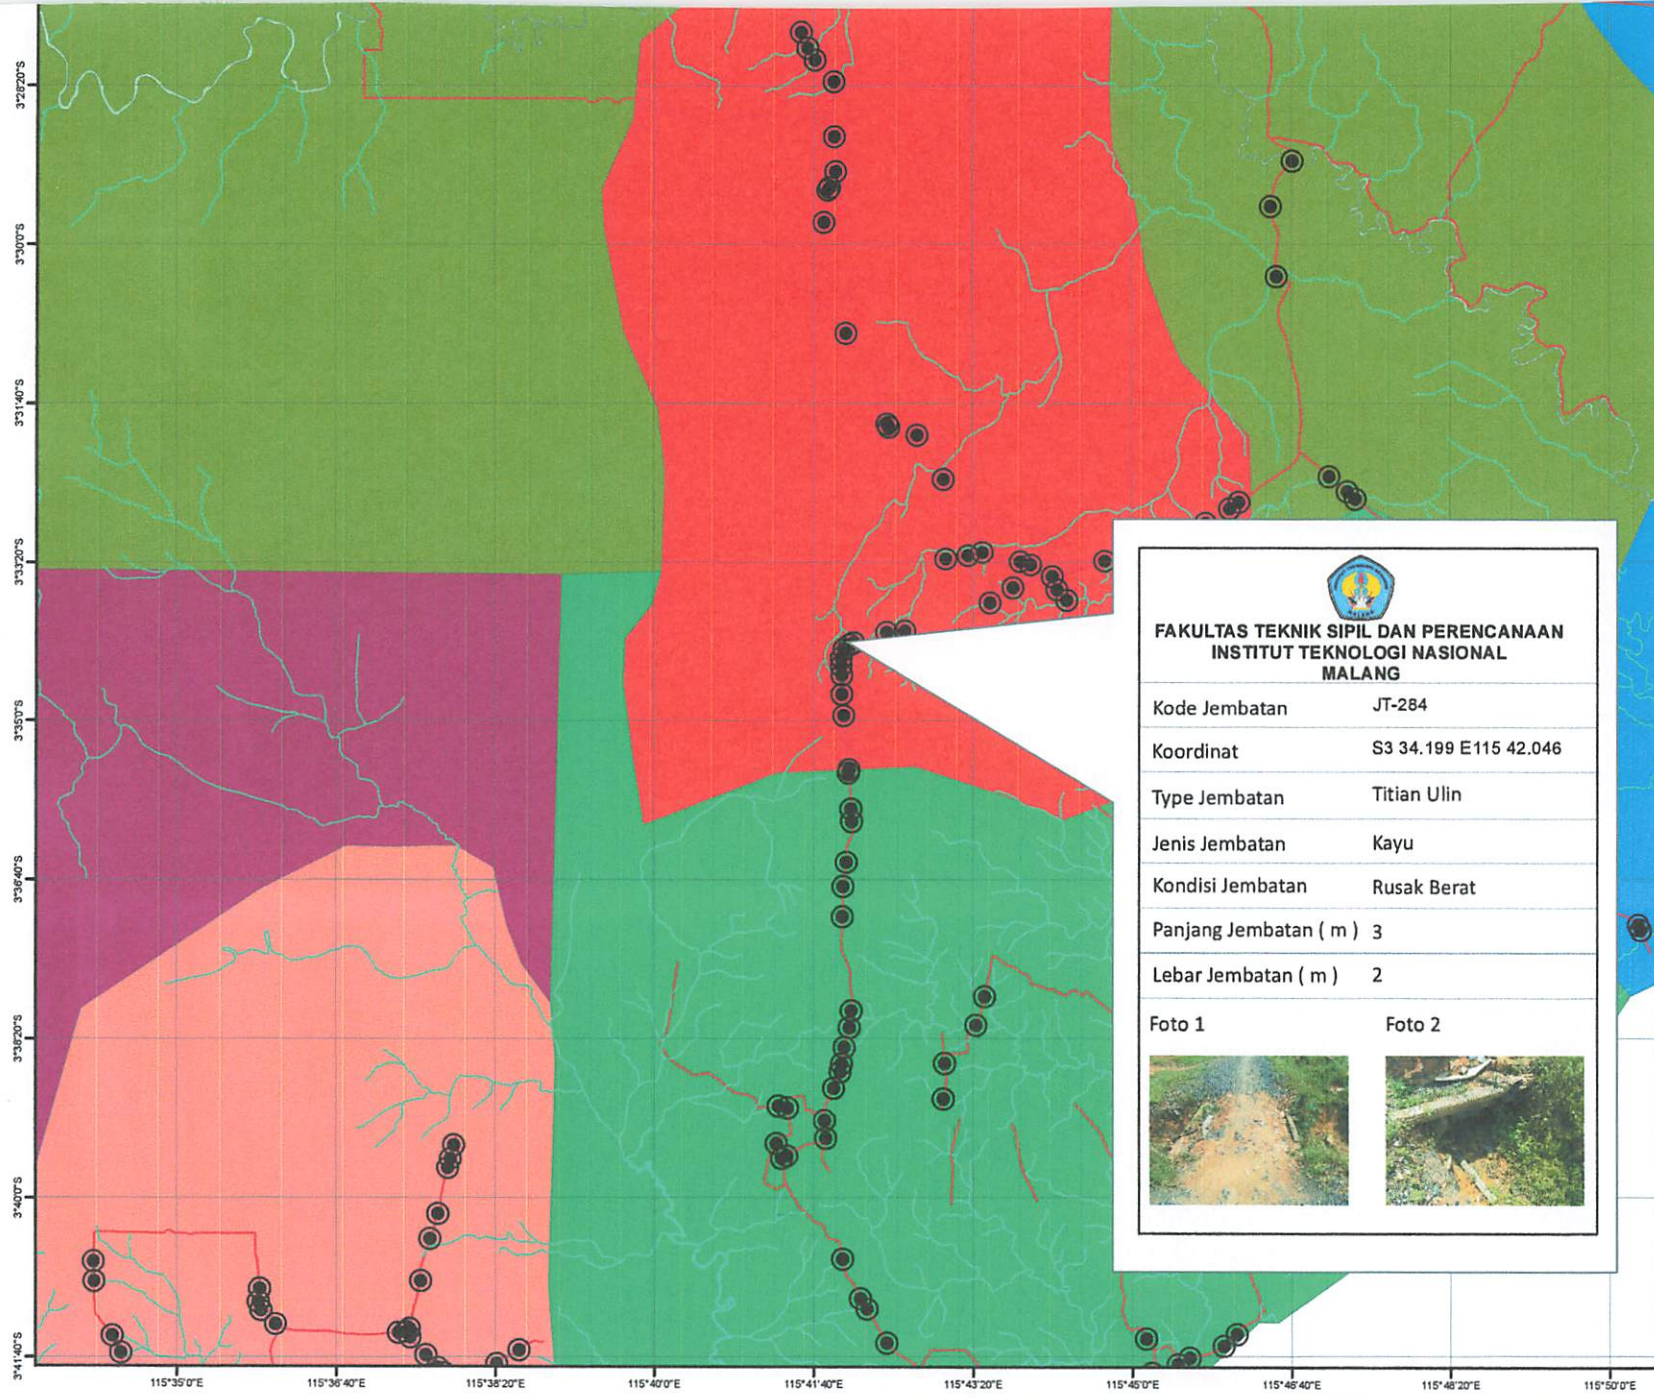 3°28'20"S
3°30'0"S
3°31'40"S
3°33'20"S
3°35'0"S
3°36'40"S
3°38'20"S
3°40'0"S
3°41'40"S
FAKULTAS TEKNIK SIPIL DAN PERENCANAAN
INSTITUT TEKNOLOGI NASIONAL
MALANG
Kode Jembatan JT-284
Koordinat S3 34.199 E115 42.046
Type Jembatan Titian Ulin
Jenis Jembatan Kayu
Kondisi Jembatan Rusak Berat
Panjang Jembatan ( m ) 3
Lebar Jembatan ( m ) 2
Foto 1 Foto 2
115°35'0"E 115°36'40"E 115°38'20"E 115°40'0"E 115°41'40"E 115°43'20"E 115°45'0"E 115°46'40"E 115°48'20"E 115°50'0"E